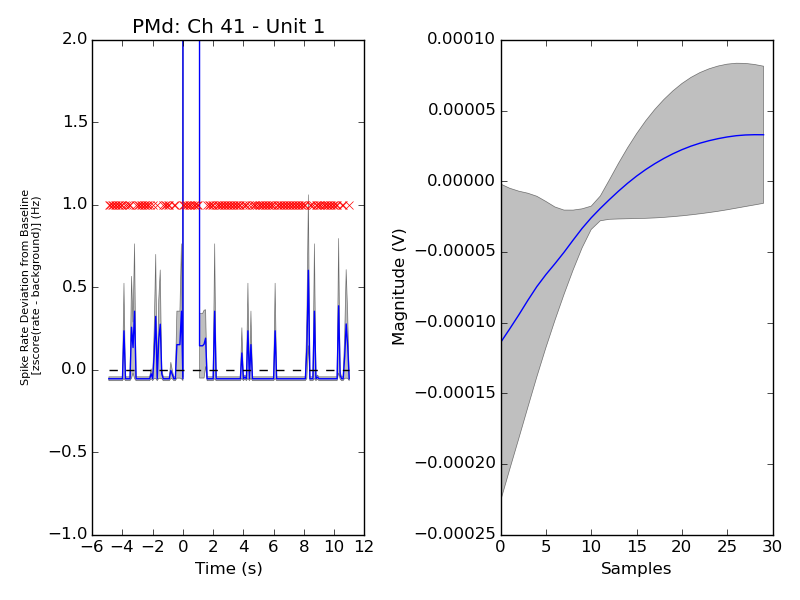 PMd: Ch 41 - Unit 1
Spike Rate Deviation from Baseline
[zscore(rate - background)] (Hz)
2.0
1.5
1.0
0.5
0.0
−0.5
−1.0
−6 −4 −2 0 2 4 6 8 10 12
Time (s)
Magnitude (V)
0.00010
0.00005
0.00000
−0.00005
−0.00010
−0.00015
−0.00020
−0.00025
0 5 10 15 20 25 30
Samples